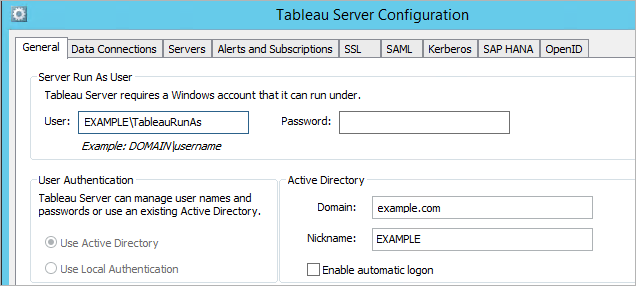 Tableau Server Configuration
General Data Connections Servers Alerts and Subscriptions SSL SAML Kerberos SAP HANA OpenID
Server Run As User
Tableau Server requires a Windows account that it can run under.
User: EXAMPLE\TableauRunAs Password:
Example: DOMAIN\username
User Authentication
Tableau Server can manage user names and
passwords or use an existing Active Directory.
Use Active Directory
Use Local Authentication
Active Directory
Domain: example.com
Nickname: EXAMPLE
Enable automatic logon